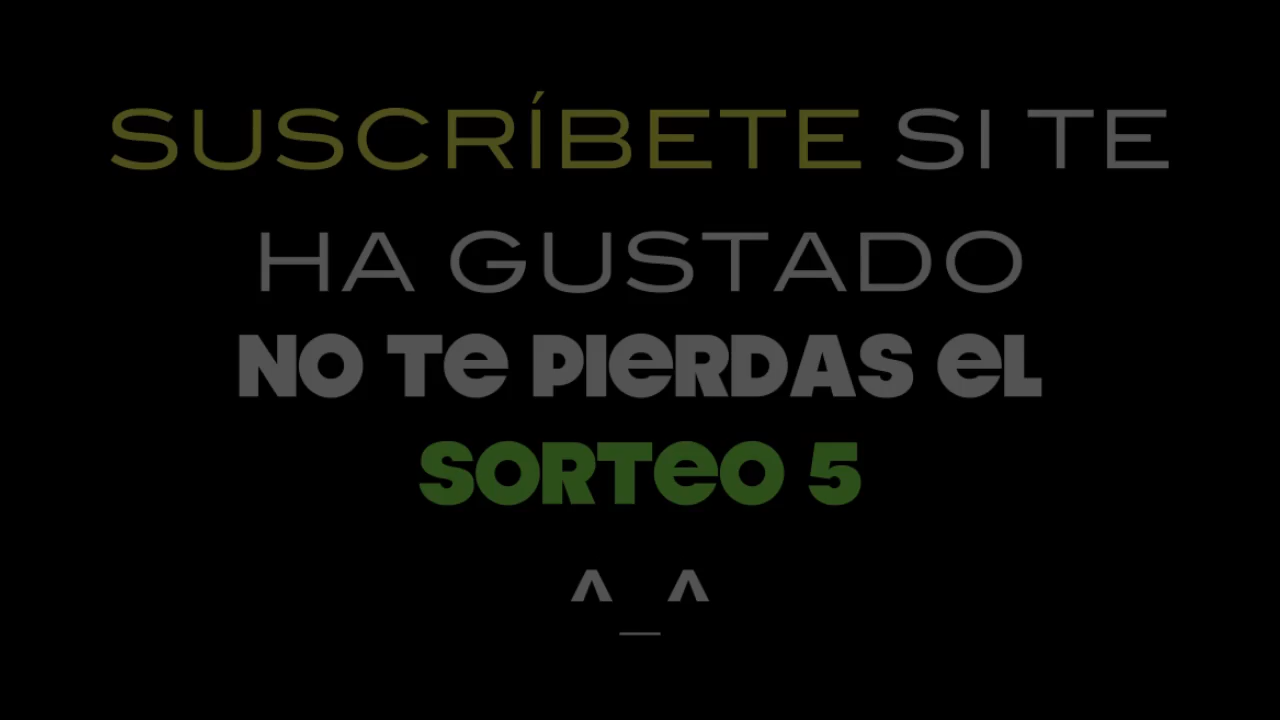 SUSCRÍBETE SI TE
HA GUSTADO
NO TE PIERDAS EL
SORTEO 5
^_^